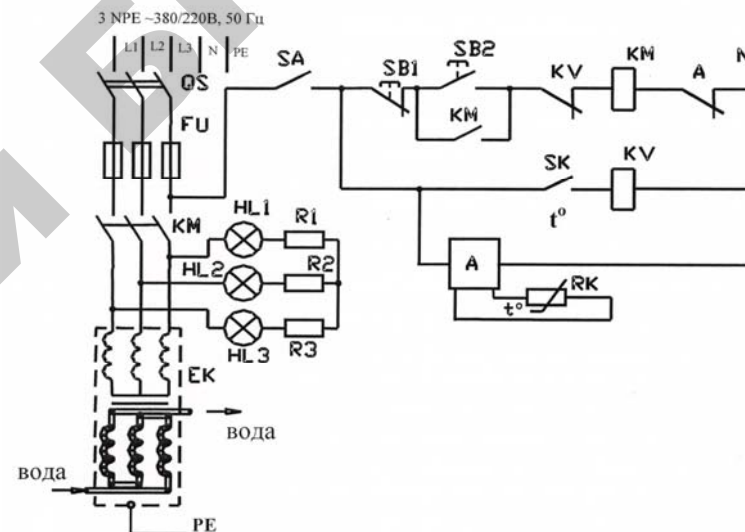 3 NPE ~380/220В, 50 Гц
L1 L2 L3 N PE
QS
SA
SB1
SB2
KM
KV
KM
A
FU
SK
t°
KV
KM
HL1
R1
HL2
R2
HL3
R3
A
RK
t°
EK
вода
вода
PE